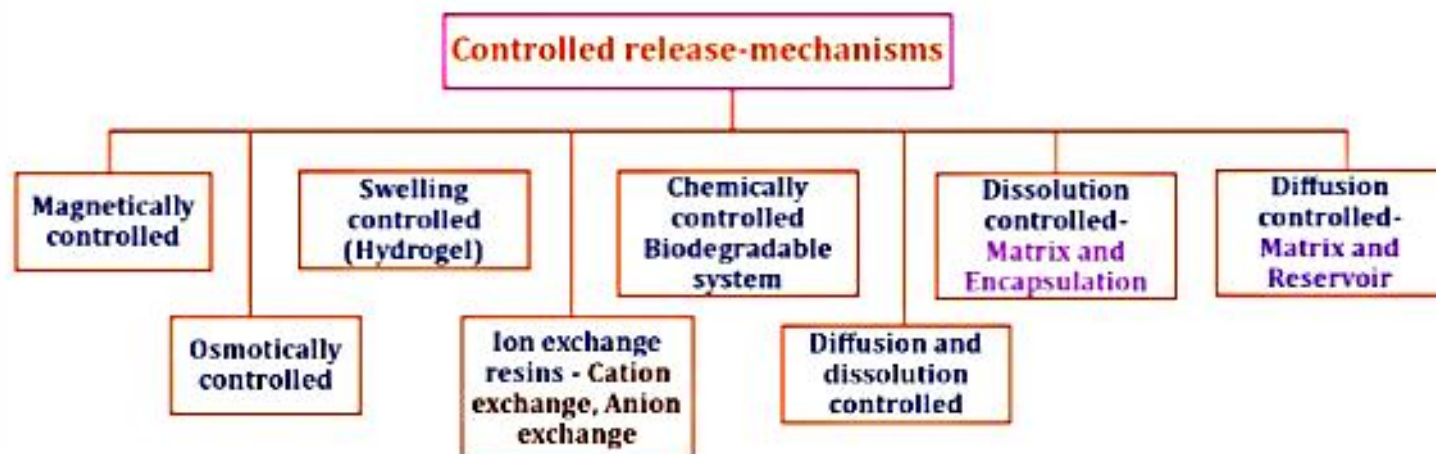 Controlled release-mechanisms
Magnetically
controlled
Swelling
controlled
(Hydrogel)
Chemically
controlled
Biodegradable
system
Dissolution
controlled-
Matrix and
Encapsulation
Diffusion
controlled-
Matrix and
Reservoir
Osmotically
controlled
Ion exchange
resins - Cation
exchange, Anion
exchange
Diffusion and
dissolution
controlled